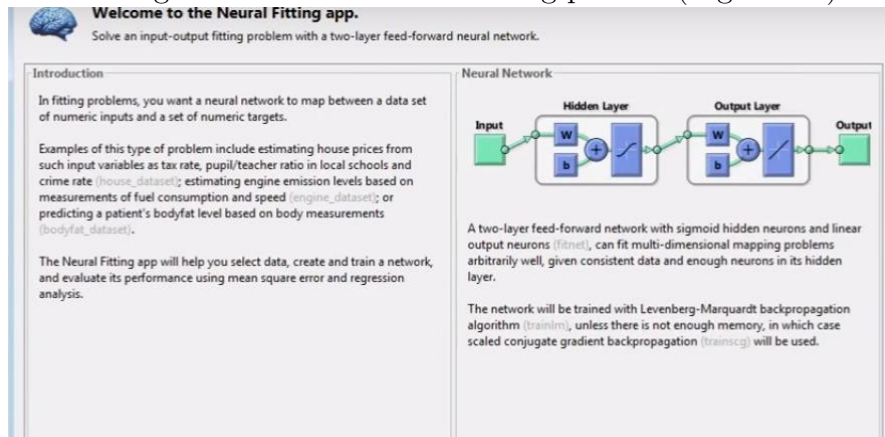 Welcome to the Neural Fitting app.
Solve an input-output fitting problem with a two-layer feed-forward neural network.
Introduction
In fitting problems, you want a neural network to map between a data set
of numeric inputs and a set of numeric targets.
Examples of this type of problem include estimating house prices from
such input variables as tax rate, pupil/teacher ratio in local schools and
crime rate (house_dataset); estimating engine emission levels based on
measurements of fuel consumption and speed (engine_dataset); or
predicting a patient's bodyfat level based on body measurements
(bodyfat_dataset).
The Neural Fitting app will help you select data, create and train a network,
and evaluate its performance using mean square error and regression
analysis.
Neural Network
Hidden Layer
Output Layer
Input
Output
W
b
+
W
b
+
A two-layer feed-forward network with sigmoid hidden neurons and linear
output neurons (fitnet), can fit multi-dimensional mapping problems
arbitrarily well, given consistent data and enough neurons in its hidden
layer.
The network will be trained with Levenberg-Marquardt backpropagation
algorithm (trainlm), unless there is not enough memory, in which case
scaled conjugate gradient backpropagation (trainscg) will be used.